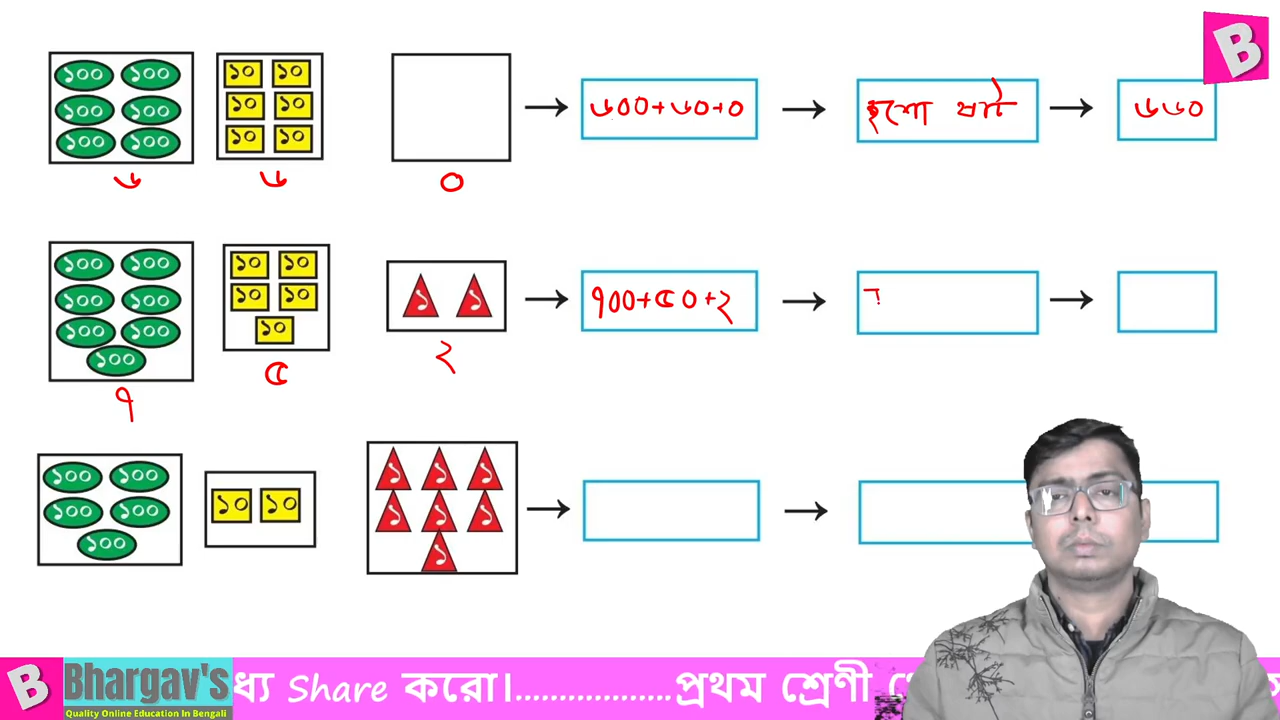 B
১০০ ১০০ ১০ ১০
১০০ ১০০ ১০ ১০ → ৬০০+৬০+০ → → ৬৬০
১০০ ১০০ ১০ ১০
৬ ৬ ০
১০০ ১০০ ১০ ১০
১০০ ১০০ ১০ ১০ ১ ১ → ৭০০+৫০+২ → →
১০০ ১০০ ১০
১০০
৭ ৫ ২
১০০ ১০০ ১ ১ ১
১০০ ১০০ ১০ ১০ ১ ১ ১ → →
১০০ ১
B Bhargav's ধ্য Share করো।.................প্রথম শ্রেণী
Quality Online Education In Bengali